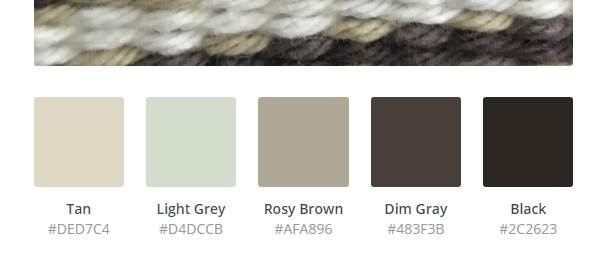 Tan Light Grey Rosy Brown Dim Gray Black
#DED7C4 #D4DCCB #AFA896 #483F3B #2C2623